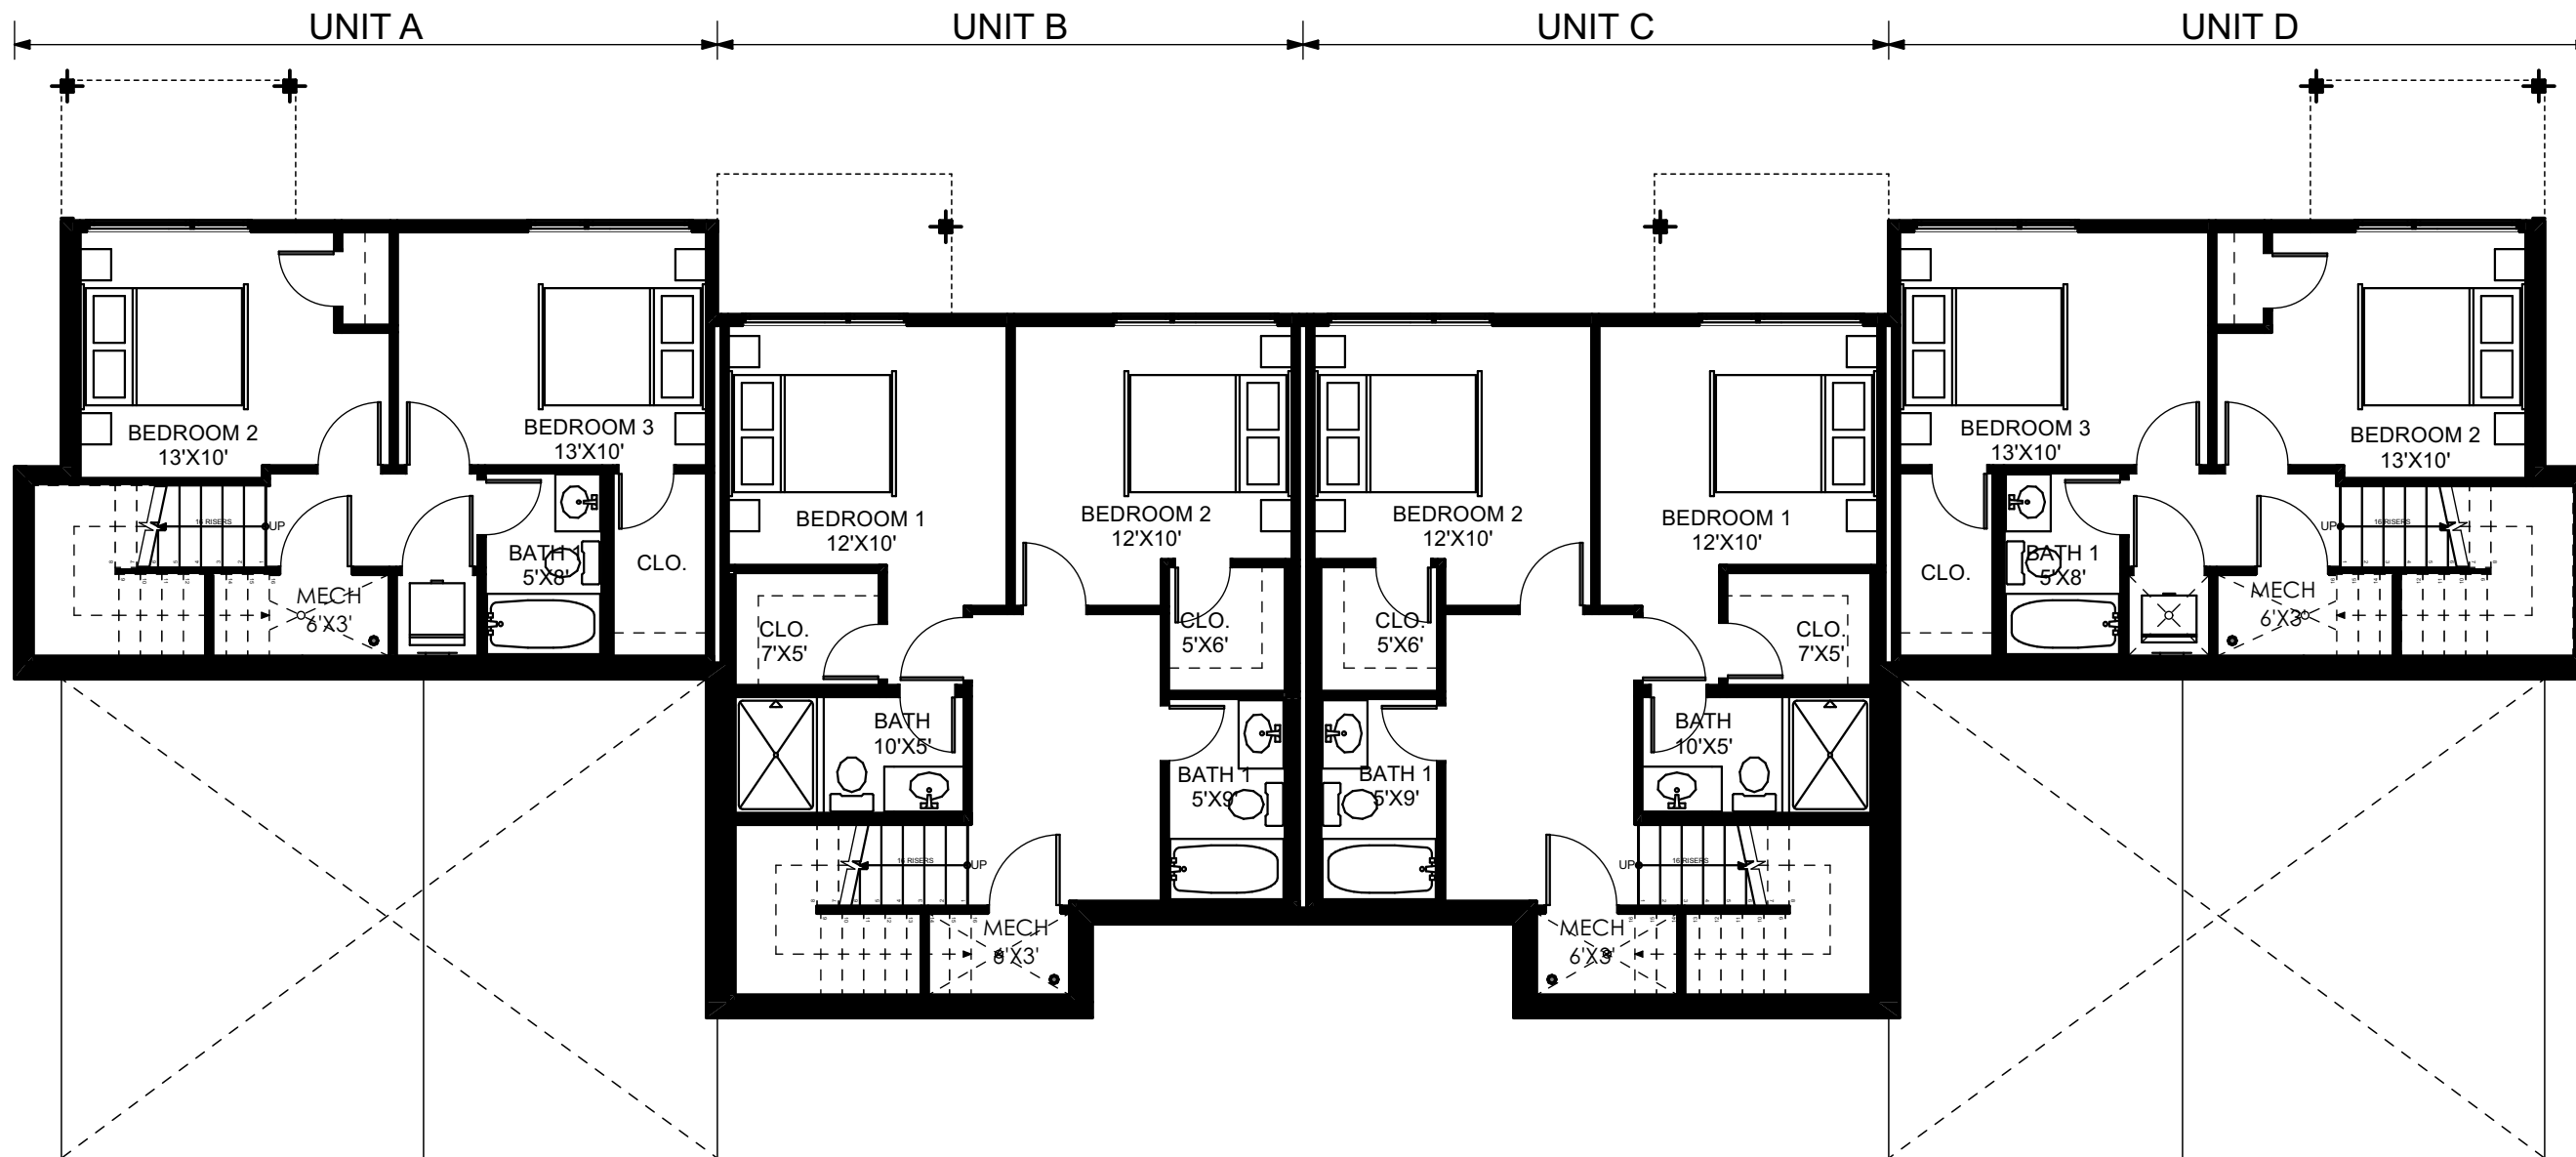 UNIT A
UNIT B
UNIT C
UNIT D
BEDROOM 2
13'X10'
BEDROOM 3
13'X10'
16 RISERS
UP
BATH 1
5'X8'
CLO.
MECH
6'X3'
BEDROOM 1
12'X10'
BEDROOM 2
12'X10'
CLO.
7'X5'
CLO.
5'X6'
BATH
10'X5'
BATH 1
5'X9'
16 RISERS
UP
MECH
6'X3'
BEDROOM 2
12'X10'
BEDROOM 1
12'X10'
CLO.
5'X6'
CLO.
7'X5'
BATH
10'X5'
BATH 1
5'X9'
UP
16 RISERS
MECH
6'X3'
BEDROOM 3
13'X10'
BEDROOM 2
13'X10'
CLO.
BATH 1
5'X8'
UP
16 RISERS
MECH
6'X3'